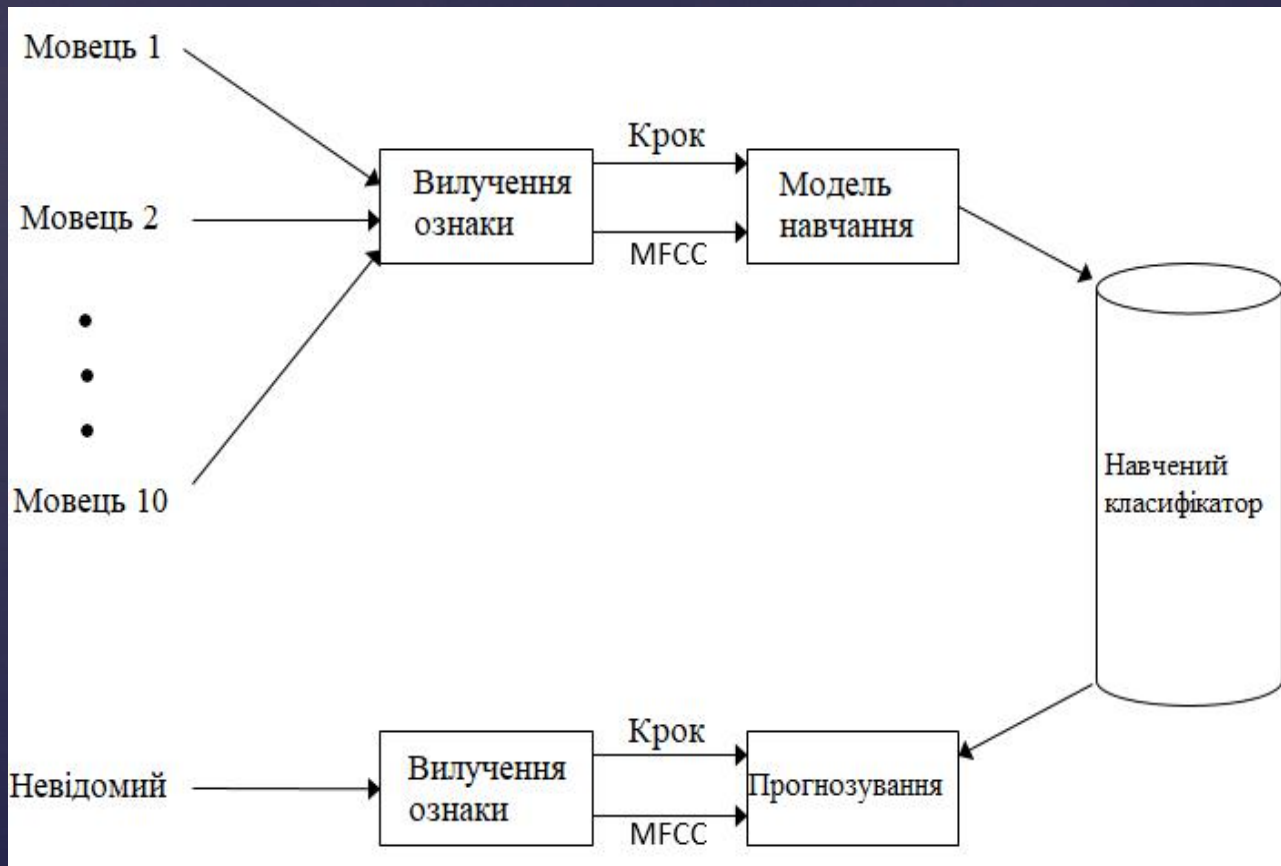 Мовець 1
Крок
Вилучення
ознаки
Модель
навчання
Мовець 2
MFCC
Мовець 10
Навчений
класифікатор
Крок
Невідомий
Вилучення
ознаки
Прогнозування
MFCC